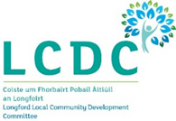 LCDC
Coiste um Fhorbairt Pobail Áitiúil
an Longfoirt
Longford Local Community Development
Committee